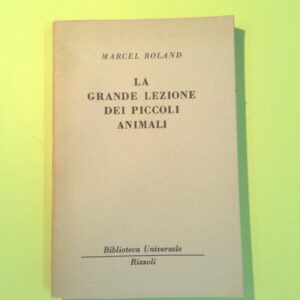 MARCEL ROLAND
LA
GRANDE LEZIONE
DEI PICCOLI
ANIMALI
Biblioteca Universale
Rizzoli